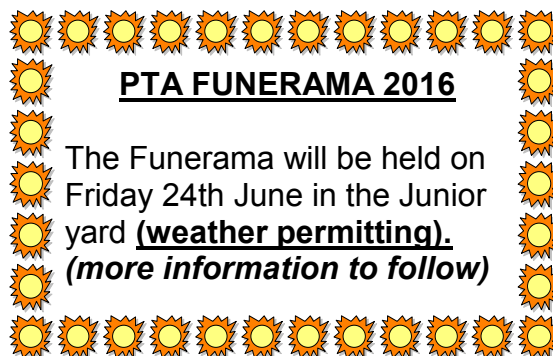 PTA FUNERAMA 2016
The Funerama will be held on
Friday 24th June in the Junior
yard (weather permitting).
(more information to follow)